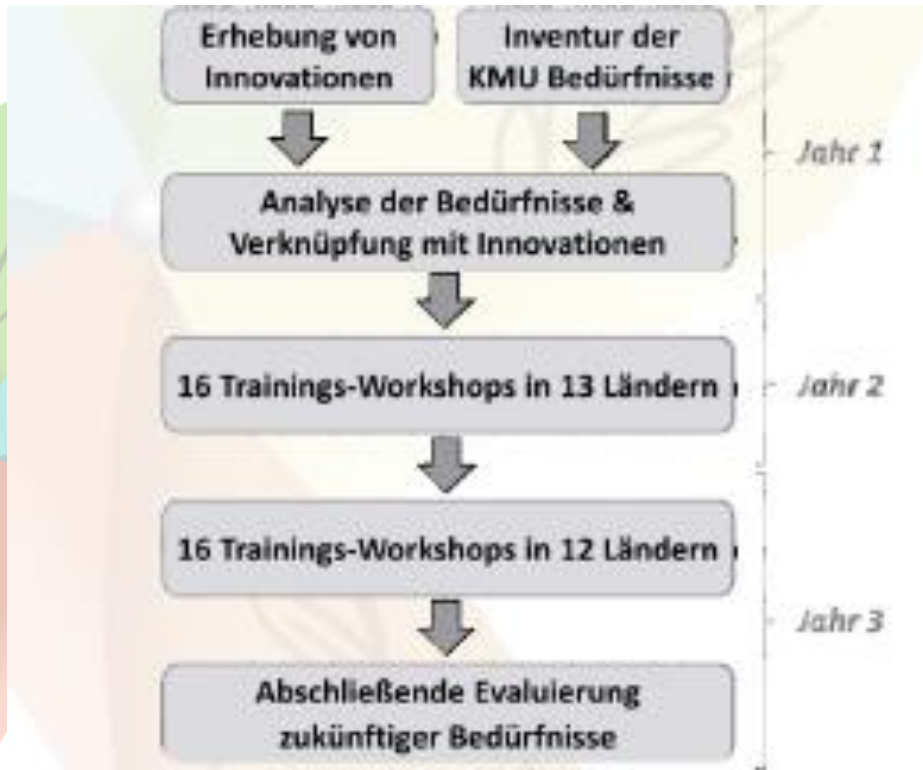 Erhebung von
Innovationen
Inventur der
KMU Bedürfnisse
Jahr 1
Analyse der Bedürfnisse &
Verknüpfung mit Innovationen
16 Trainings-Workshops in 13 Ländern
Jahr 2
16 Trainings-Workshops in 12 Ländern
Jahr 3
Abschließende Evaluierung
zukünftiger Bedürfnisse